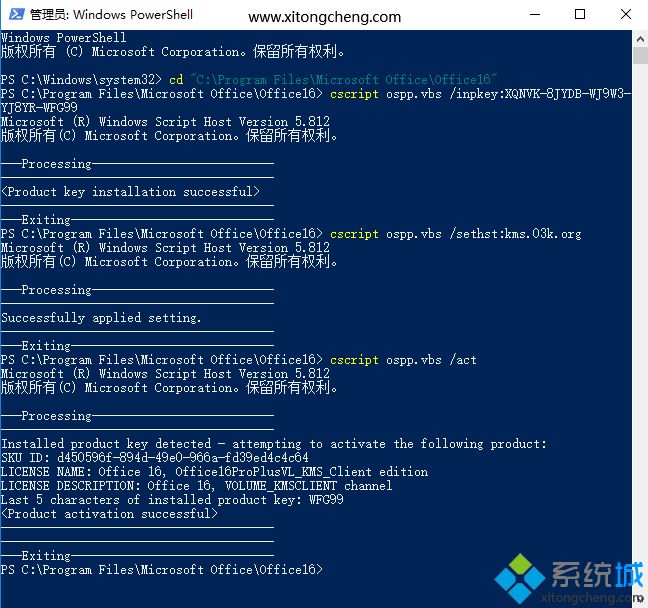 管理员: Windows PowerShell
www.xitongcheng.com
Windows PowerShell
版权所有 (C) Microsoft Corporation。保留所有权利。
PS C:\Windows\system32> cd "C:\Program Files\Microsoft Office\Office16"
PS C:\Program Files\Microsoft Office\Office16> cscript ospp.vbs /inpkey:XQNVK-8JYDB-WJ9W3-
YJ8YR-WFG99
Microsoft (R) Windows Script Host Version 5.812
版权所有(C) Microsoft Corporation。保留所有权利。
---Processing--------------------------
---------------------------------------
<Product key installation successful>
---------------------------------------
---Exiting-----------------------------
PS C:\Program Files\Microsoft Office\Office16> cscript ospp.vbs /sethst:kms.03k.org
Microsoft (R) Windows Script Host Version 5.812
版权所有(C) Microsoft Corporation。保留所有权利。
---Processing--------------------------
---------------------------------------
Successfully applied setting.
---------------------------------------
---Exiting-----------------------------
PS C:\Program Files\Microsoft Office\Office16> cscript ospp.vbs /act
Microsoft (R) Windows Script Host Version 5.812
版权所有(C) Microsoft Corporation。保留所有权利。
---Processing--------------------------
---------------------------------------
Installed product key detected - attempting to activate the following product:
SKU ID: d450596f-894d-49e0-966a-fd39ed4c4c64
LICENSE NAME: Office 16, Office16ProPlusVL_KMS_Client edition
LICENSE DESCRIPTION: Office 16, VOLUME_KMSCLIENT channel
Last 5 characters of installed product key: WFG99
<Product activation successful>
---------------------------------------
---------------------------------------
---Exiting-----------------------------
PS C:\Program Files\Microsoft Office\Office16>
系统城
xitongcheng.com